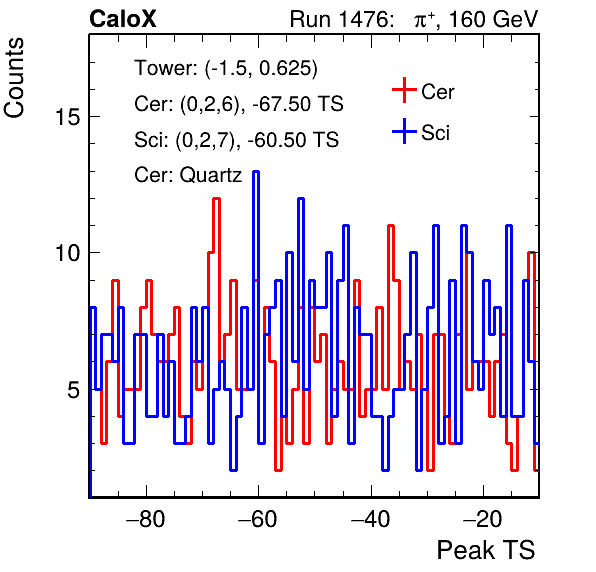 CaloX Run 1476: π⁺, 160 GeV
Counts
Tower: (-1.5, 0.625)
Cer: (0,2,6), -67.50 TS
Sci: (0,2,7), -60.50 TS
Cer: Quartz
Cer
Sci
15
10
5
−80 −60 −40 −20
Peak TS